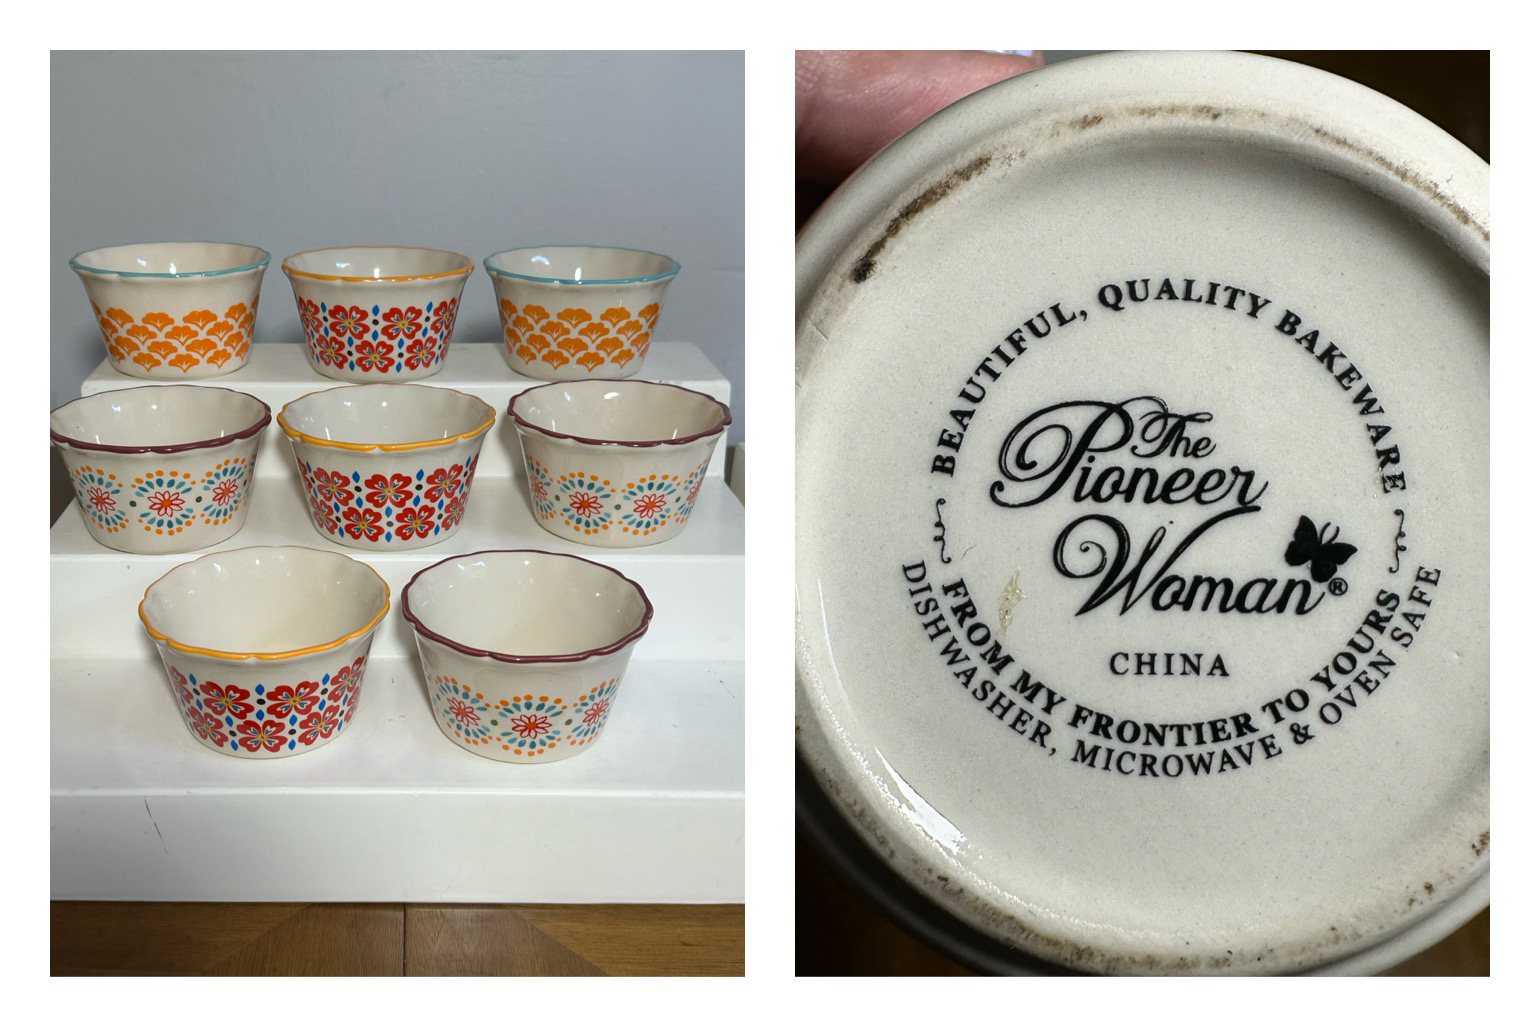 BEAUTIFUL, QUALITY BAKEWARE
The
Pioneer
Woman®
CHINA
FROM MY FRONTIER TO YOURS
DISHWASHER, MICROWAVE & OVEN SAFE